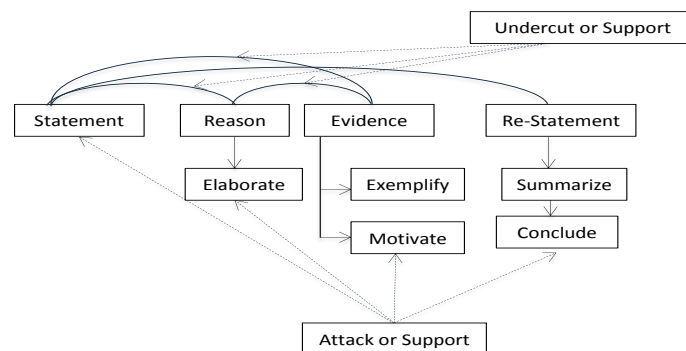 Undercut or Support
Statement
Reason
Evidence
Re-Statement
Elaborate
Exemplify
Summarize
Motivate
Conclude
Attack or Support